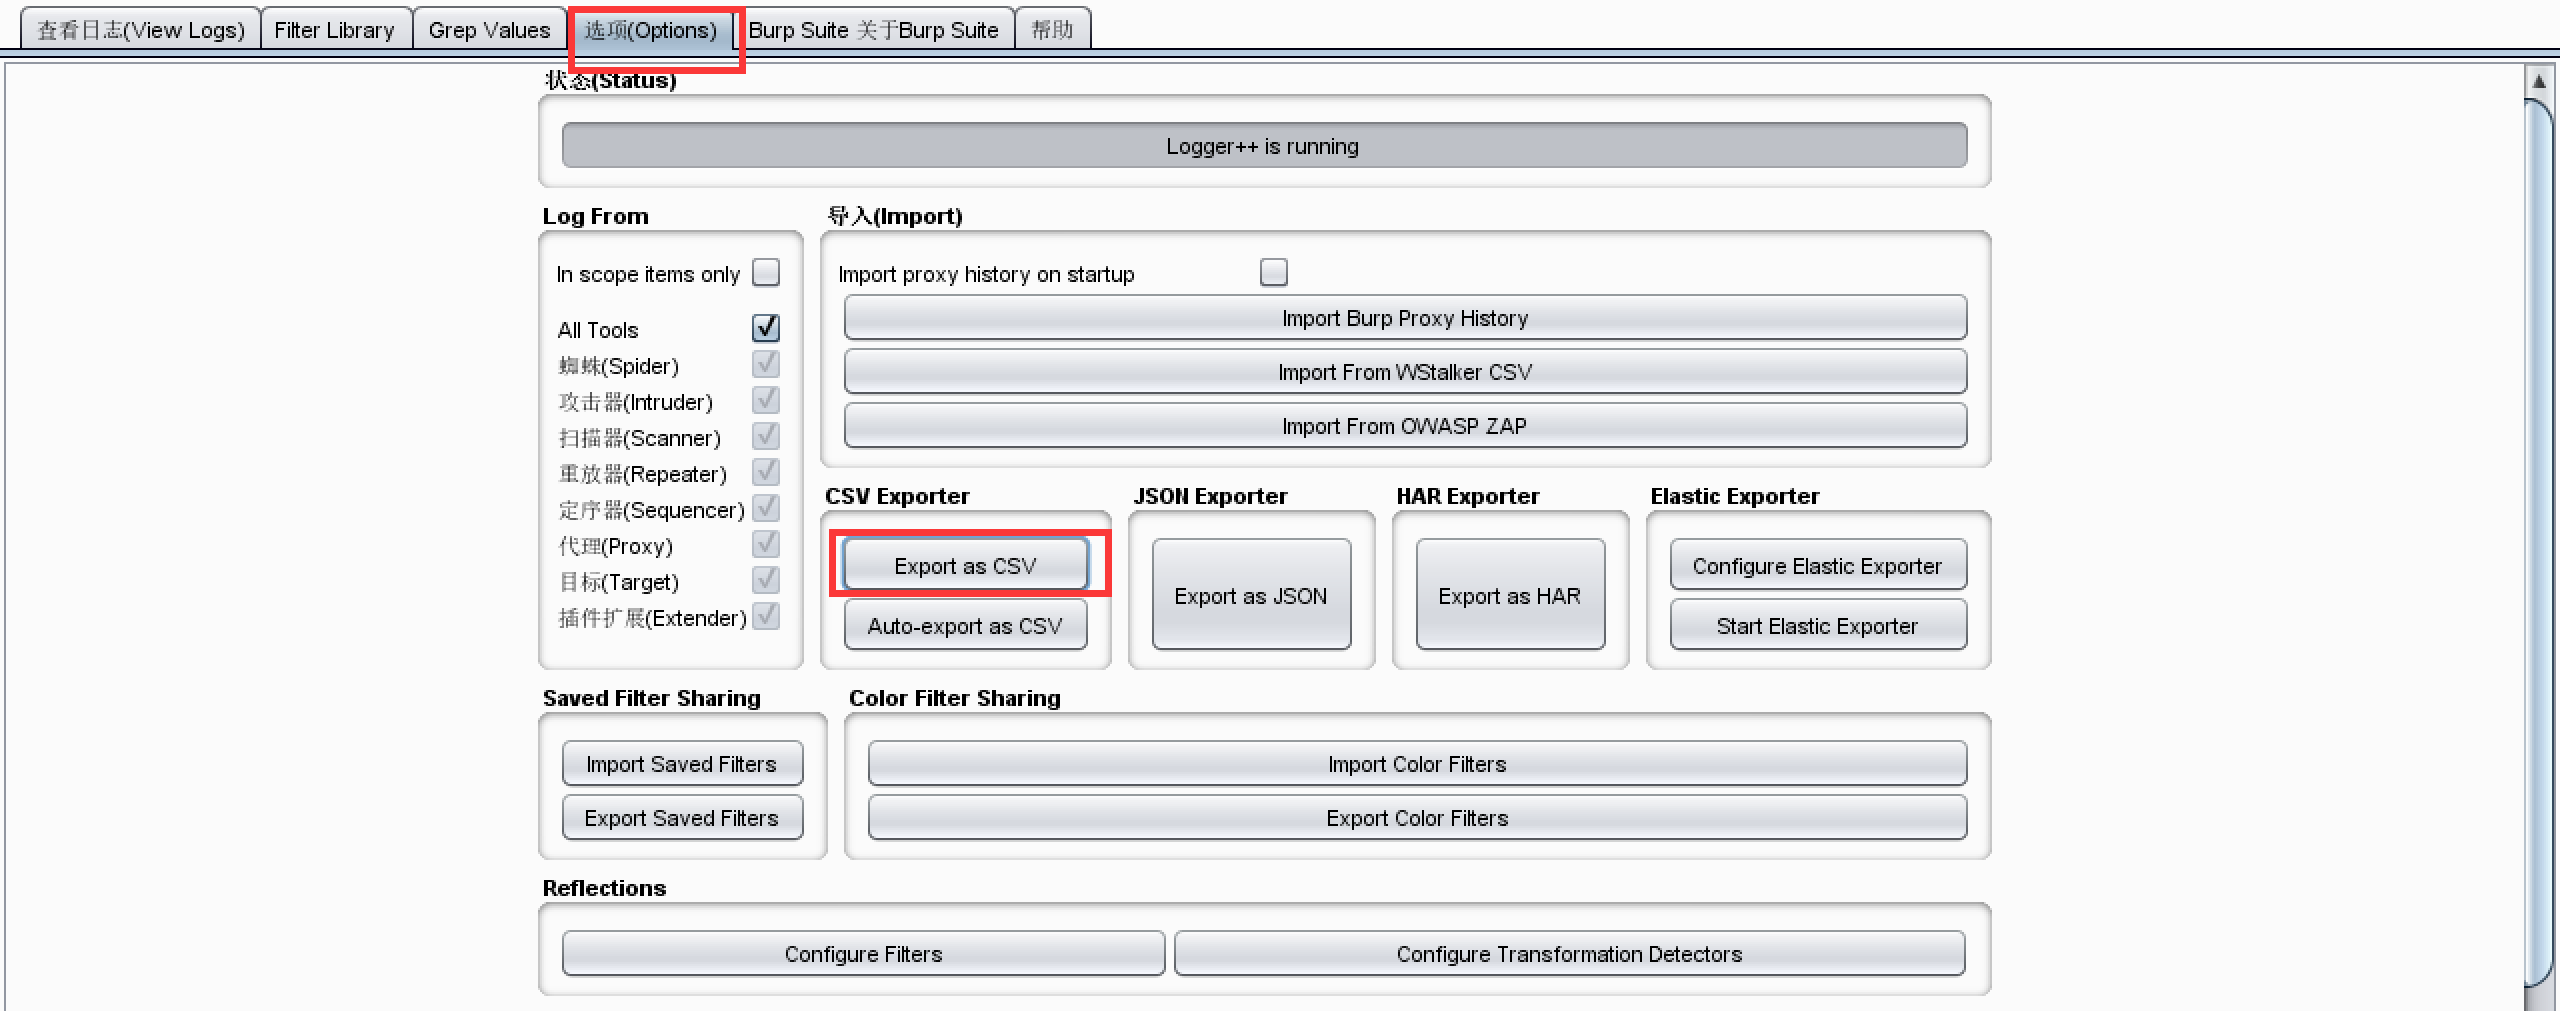 查看日志(View Logs) Filter Library Grep Values 选项(Options) Burp Suite 关于Burp Suite 帮助
状态(Status)
Logger++ is running
Log From
In scope items only
All Tools
蜘蛛(Spider)
攻击器(Intruder)
扫描器(Scanner)
重放器(Repeater)
定序器(Sequencer)
代理(Proxy)
目标(Target)
插件扩展(Extender)
导入(Import)
Import proxy history on startup
Import Burp Proxy History
Import From WStalker CSV
Import From OWASP ZAP
CSV Exporter
Export as CSV
Auto-export as CSV
JSON Exporter
Export as JSON
HAR Exporter
Export as HAR
Elastic Exporter
Configure Elastic Exporter
Start Elastic Exporter
Saved Filter Sharing
Import Saved Filters
Export Saved Filters
Color Filter Sharing
Import Color Filters
Export Color Filters
Reflections
Configure Filters Configure Transformation Detectors